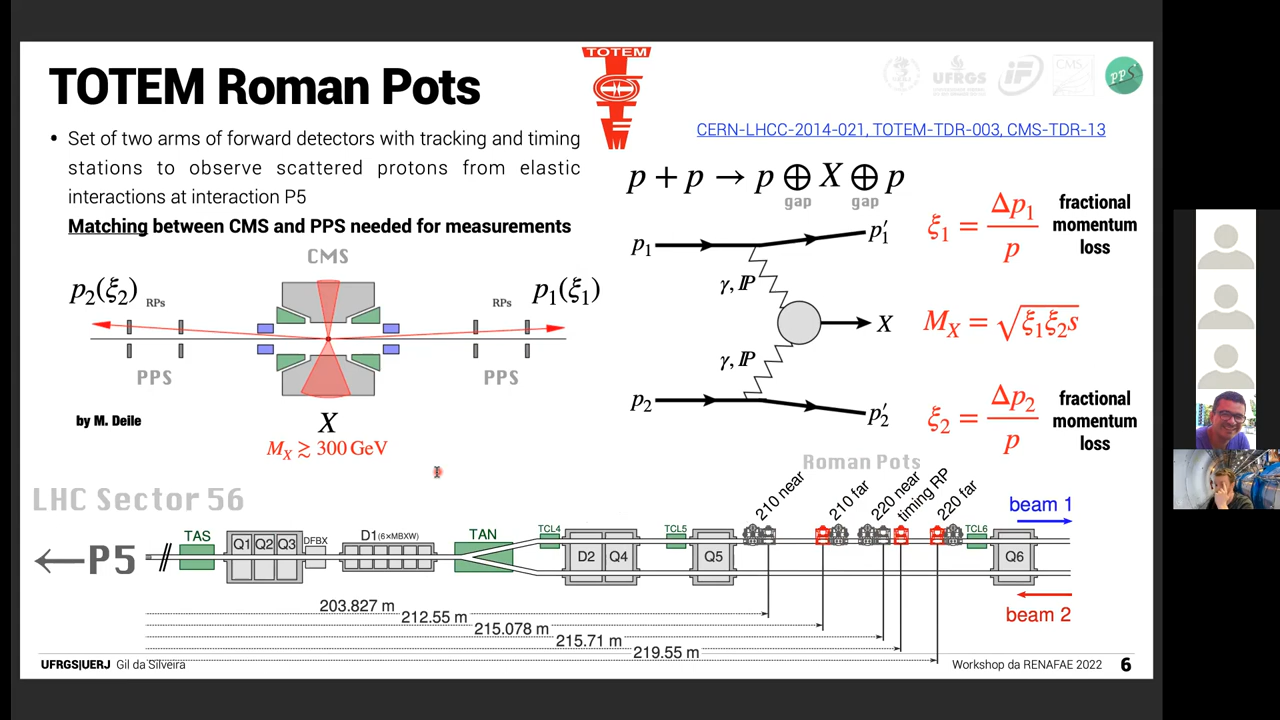 TOTEM Roman Pots
TOTEM
UFRGS
iF
CMS
pps
• Set of two arms of forward detectors with tracking and timing
stations to observe scattered protons from elastic
interactions at interaction P5
Matching between CMS and PPS needed for measurements
CERN-LHCC-2014-021, TOTEM-TDR-003, CMS-TDR-13
p + p → p ⊕ X ⊕ p
gap gap
CMS
p₂(ξ₂) RPs RPs p₁(ξ₁)
PPS PPS
by M. Deile
X
M_X ≳ 300 GeV
p₁ p₁′
γ, IP
X
γ, IP
p₂ p₂′
ξ₁ = Δp₁/p
fractional
momentum
loss
M_X = √ξ₁ξ₂s
ξ₂ = Δp₂/p
fractional
momentum
loss
Roman Pots
LHC Sector 56
210 near 210 far 220 near timing RP 220 far
beam 1
←P5 // TAS Q1 Q2 Q3 DFBX D1(6×MBXW) TAN TCL4 D2 Q4 TCL5 Q5 TCL6 Q6
beam 2
203.827 m
212.55 m
215.078 m
215.71 m
219.55 m
UFRGS|UERJ Gil da Silveira
Workshop da RENAFAE 2022 6